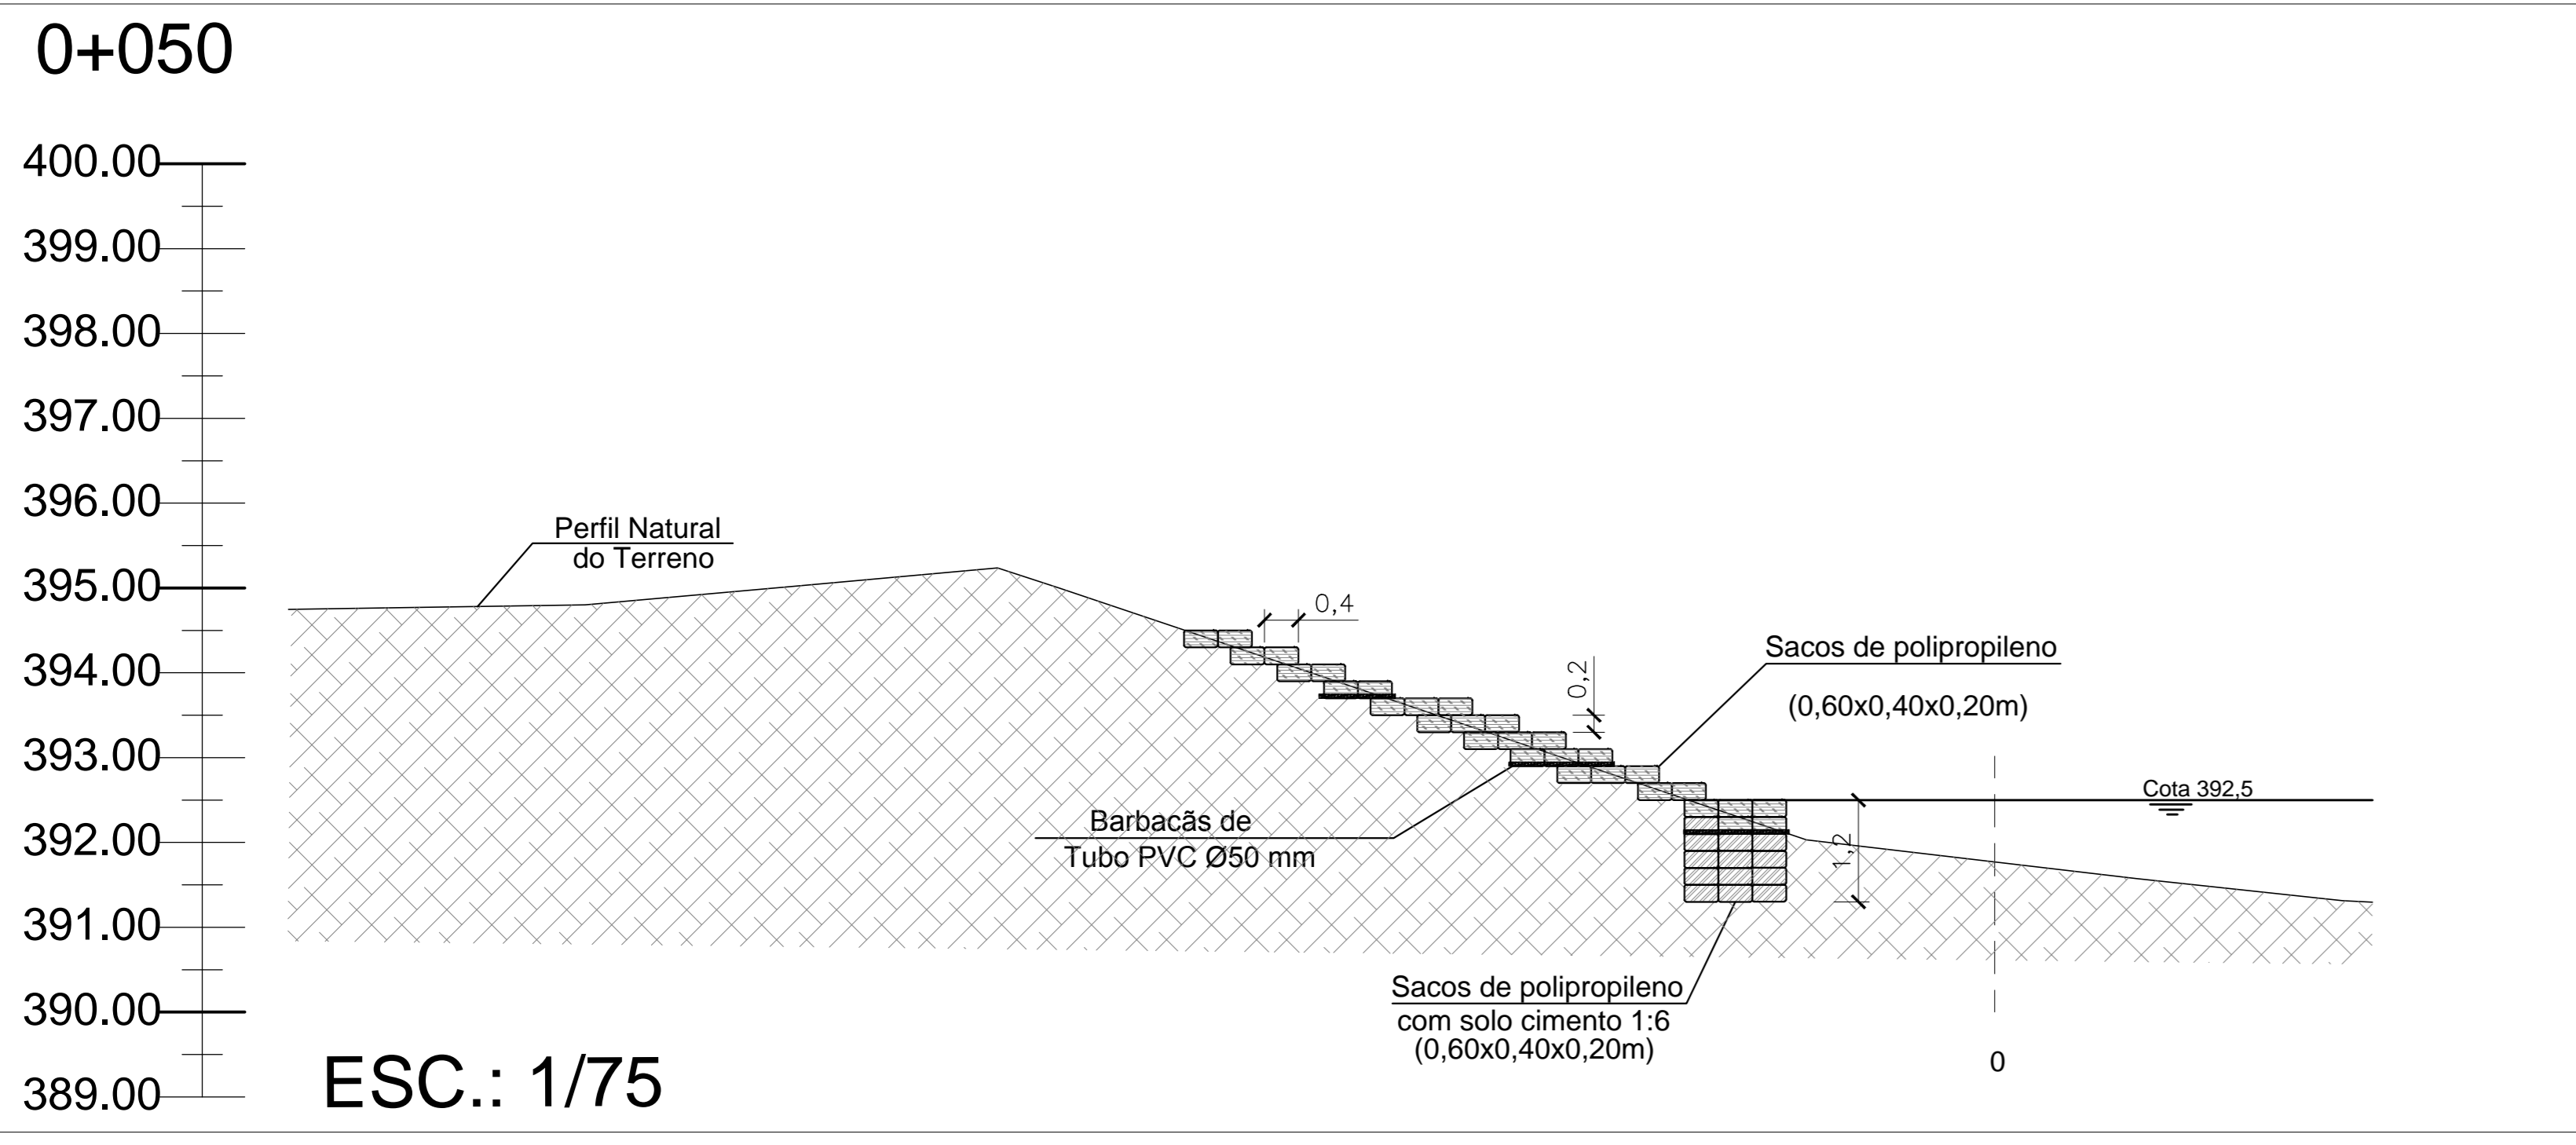 0+050
400.00
399.00
398.00
397.00
396.00
395.00
394.00
393.00
392.00
391.00
390.00
389.00
Perfil Natural
do Terreno
0,4
0,2
Sacos de polipropileno
(0,60x0,40x0,20m)
Cota 392,5
Barbacãs de
Tubo PVC Ø50 mm
1,2
Sacos de polipropileno
com solo cimento 1:6
(0,60x0,40x0,20m)
0
ESC.: 1/75